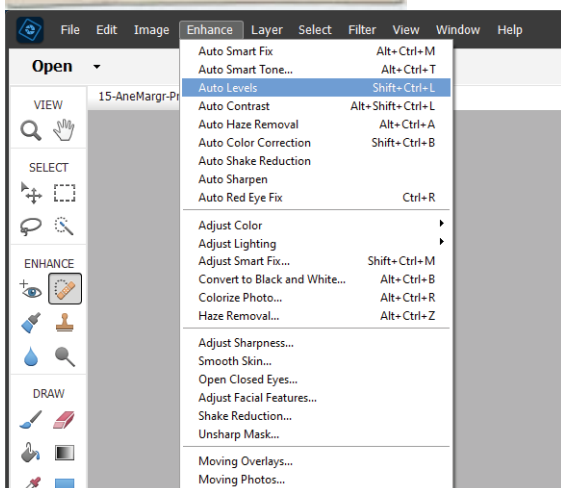 File Edit Image Enhance Layer Select Filter View Window Help
Open
15-AneMargr-Pr
VIEW
SELECT
ENHANCE
DRAW
Auto Smart Fix Alt+Ctrl+M
Auto Smart Tone... Alt+Ctrl+T
Auto Levels Shift+Ctrl+L
Auto Contrast Alt+Shift+Ctrl+L
Auto Haze Removal Alt+Ctrl+A
Auto Color Correction Shift+Ctrl+B
Auto Shake Reduction
Auto Sharpen
Auto Red Eye Fix Ctrl+R
Adjust Color
Adjust Lighting
Adjust Smart Fix... Shift+Ctrl+M
Convert to Black and White... Alt+Ctrl+B
Colorize Photo... Alt+Ctrl+R
Haze Removal... Alt+Ctrl+Z
Adjust Sharpness...
Smooth Skin...
Open Closed Eyes...
Adjust Facial Features...
Shake Reduction...
Unsharp Mask...
Moving Overlays...
Moving Photos...